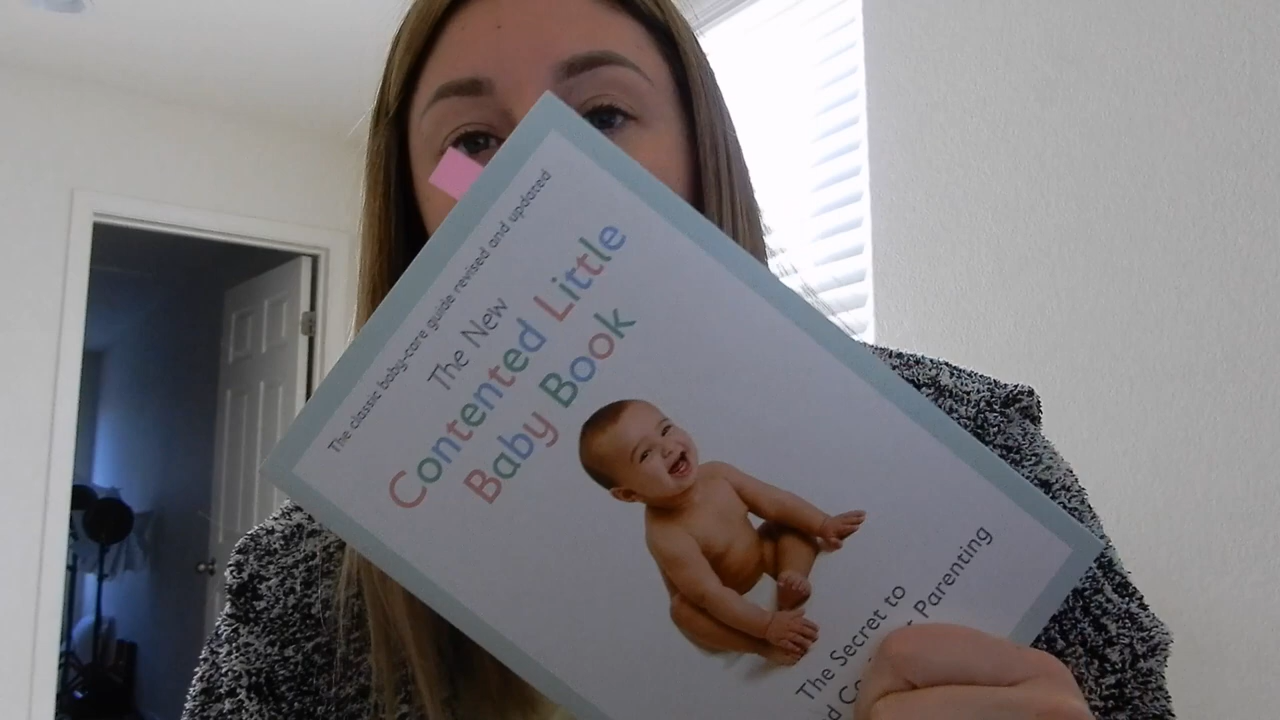 The classic baby-care guide revised and updated
The New
Contented Little
Baby Book
The Secret to
Parenting